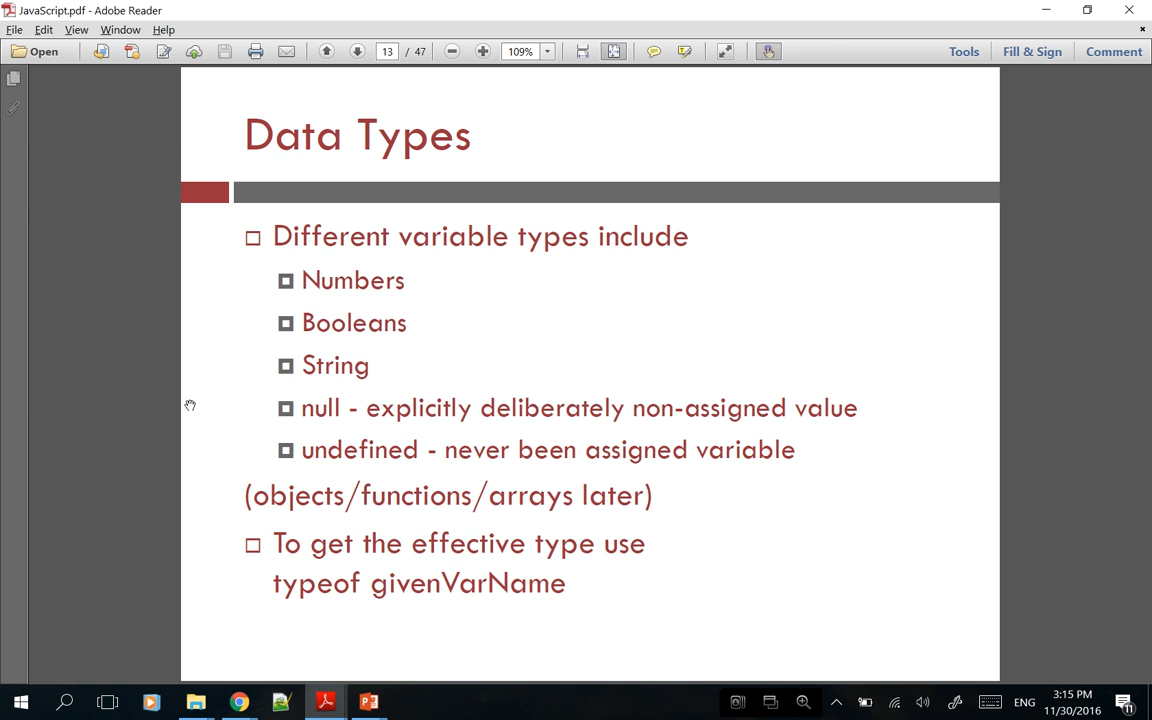 JavaScript.pdf - Adobe Reader
File Edit View Window Help
Open 13 / 47 109% Tools Fill & Sign Comment
Data Types
Different variable types include
Numbers
Booleans
String
null - explicitly deliberately non-assigned value
undefined - never been assigned variable
(objects/functions/arrays later)
To get the effective type use
typeof givenVarName
ENG 3:15 PM
11/30/2016 11